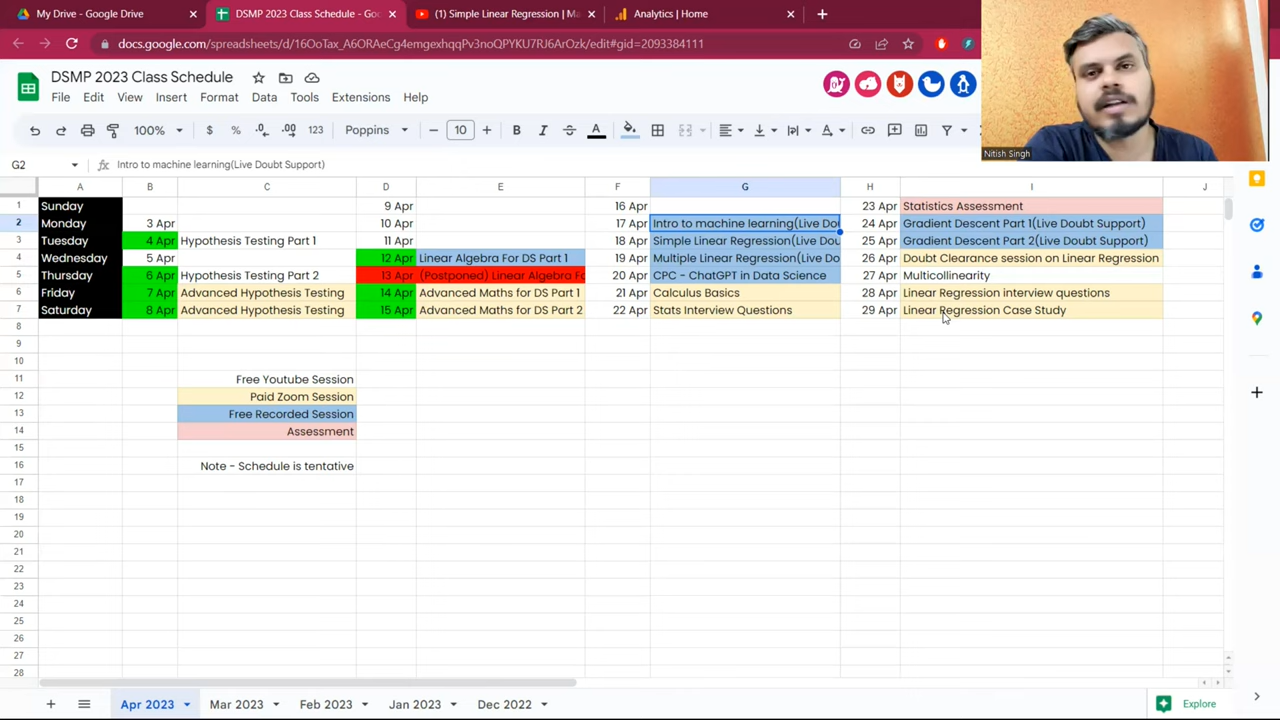 My Drive - Google Drive
DSMP 2023 Class Schedule - Goo
(1) Simple Linear Regression | Ma
Analytics | Home
docs.google.com/spreadsheets/d/16OoTax_A6ORAeCg4emgexhqqPv3noQPYKU7RJ6ArOzk/edit#gid=2093384111
DSMP 2023 Class Schedule
File Edit View Insert Format Data Tools Extensions Help
100% $ % .0 .00 123 Poppins - 10 + B I A
Nitish Singh
G2 fx Intro to machine learning(Live Doubt Support)
A B C D E F G H I J
1 Sunday 9 Apr 16 Apr 23 Apr Statistics Assessment
2 Monday 3 Apr 10 Apr 17 Apr Intro to machine learning(Live Do 24 Apr Gradient Descent Part 1(Live Doubt Support)
3 Tuesday 4 Apr Hypothesis Testing Part 1 11 Apr 18 Apr Simple Linear Regression(Live Dou 25 Apr Gradient Descent Part 2(Live Doubt Support)
4 Wednesday 5 Apr 12 Apr Linear Algebra For DS Part 1 19 Apr Multiple Linear Regression(Live Do 26 Apr Doubt Clearance session on Linear Regression
5 Thursday 6 Apr Hypothesis Testing Part 2 13 Apr (Postponed) Linear Algebra Fo 20 Apr CPC - ChatGPT in Data Science 27 Apr Multicollinearity
6 Friday 7 Apr Advanced Hypothesis Testing 14 Apr Advanced Maths for DS Part 1 21 Apr Calculus Basics 28 Apr Linear Regression interview questions
7 Saturday 8 Apr Advanced Hypothesis Testing 15 Apr Advanced Maths for DS Part 2 22 Apr Stats Interview Questions 29 Apr Linear Regression Case Study
8
9
10
11 Free Youtube Session
12 Paid Zoom Session
13 Free Recorded Session
14 Assessment
15
16 Note - Schedule is tentative
17
18
19
20
21
22
23
24
25
26
27
28
Apr 2023 Mar 2023 Feb 2023 Jan 2023 Dec 2022 Explore